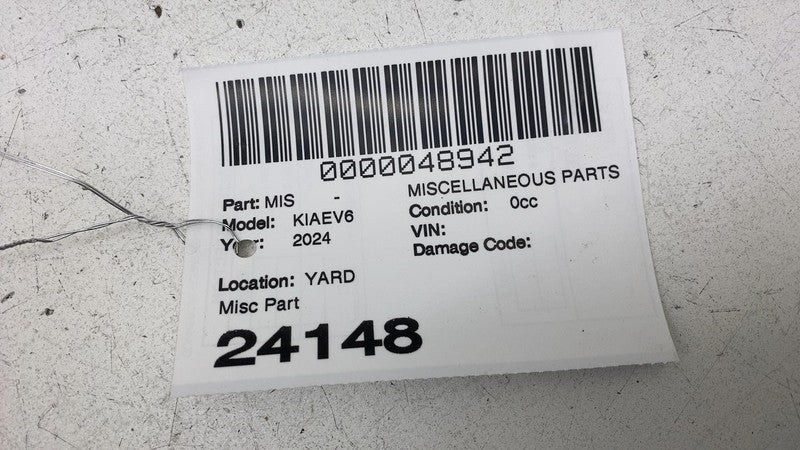 0000048942
Part: MIS - MISCELLANEOUS PARTS
Model: KIAEV6 Condition: 0cc
Year: 2024 VIN:
Damage Code:
Location: YARD
Misc Part
24148